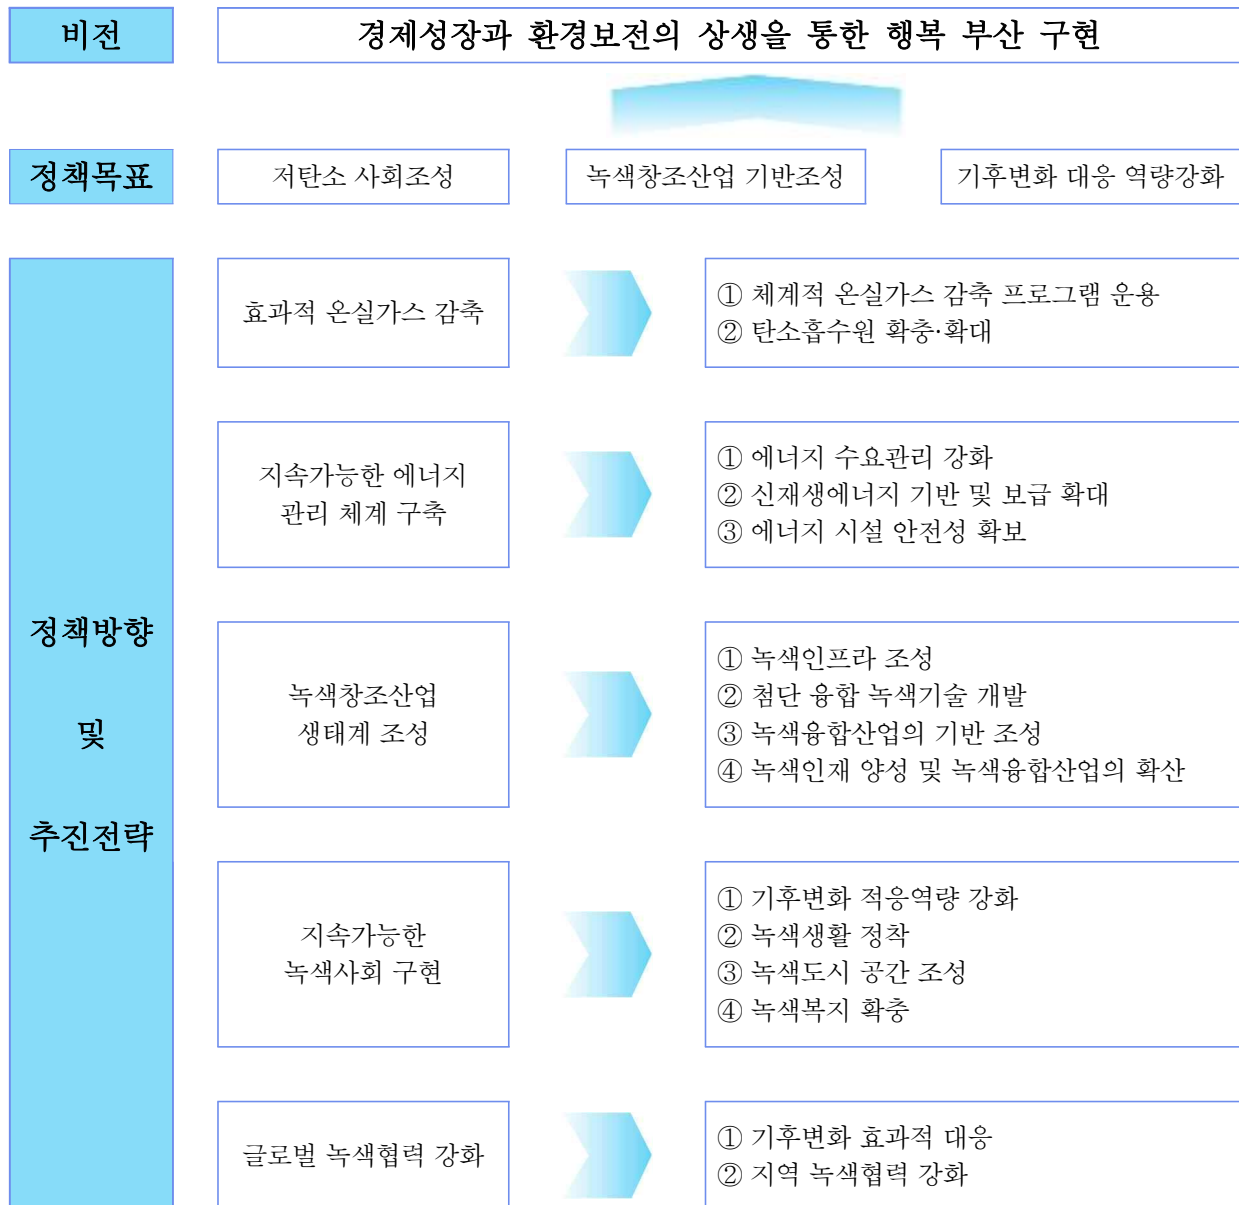 비전
경제성장과 환경보전의 상생을 통한 행복 부산 구현
정책목표
저탄소 사회조성
녹색창조산업 기반조성
기후변화 대응 역량강화
정책방향
및
추진전략
효과적 온실가스 감축
① 체계적 온실가스 감축 프로그램 운용
② 탄소흡수원 확충·확대
지속가능한 에너지
관리 체계 구축
① 에너지 수요관리 강화
② 신재생에너지 기반 및 보급 확대
③ 에너지 시설 안전성 확보
녹색창조산업
생태계 조성
① 녹색인프라 조성
② 첨단 융합 녹색기술 개발
③ 녹색융합산업의 기반 조성
④ 녹색인재 양성 및 녹색융합산업의 확산
지속가능한
녹색사회 구현
① 기후변화 적응역량 강화
② 녹색생활 정착
③ 녹색도시 공간 조성
④ 녹색복지 확충
글로벌 녹색협력 강화
① 기후변화 효과적 대응
② 지역 녹색협력 강화